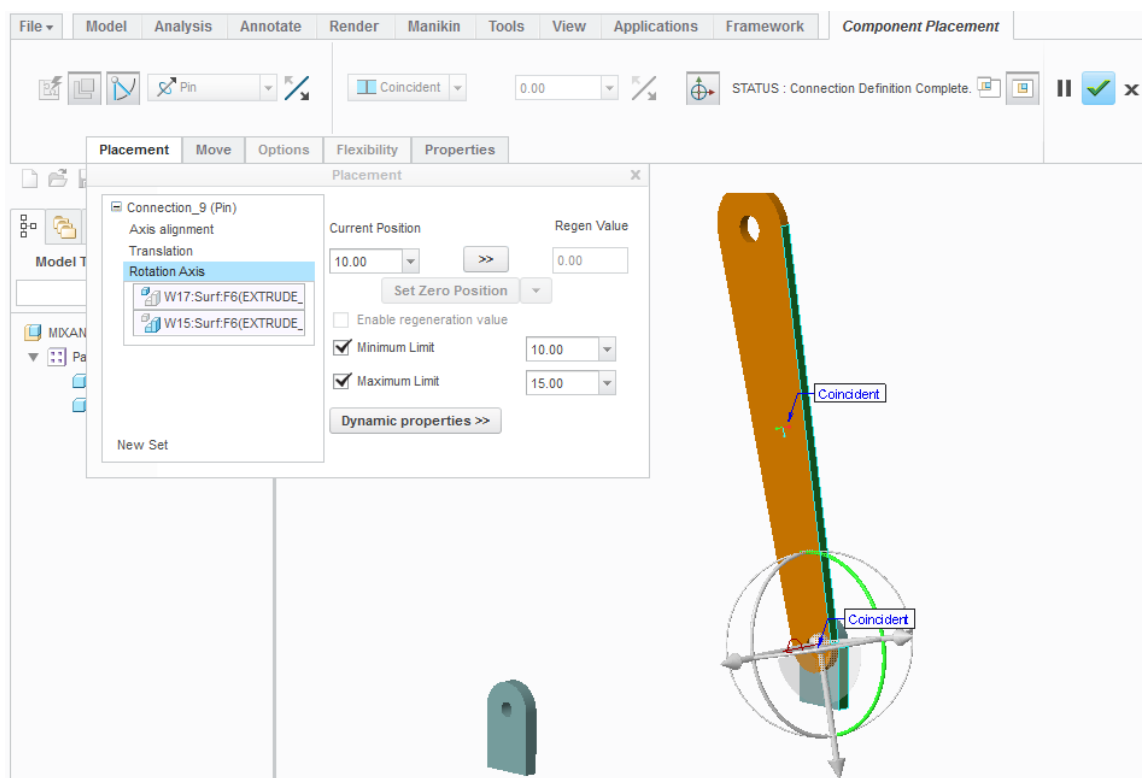 File Model Analysis Annotate Render Manikin Tools View Applications Framework Component Placement
Pin Coincident 0.00 STATUS : Connection Definition Complete.
Placement Move Options Flexibility Properties
Placement
Connection_9 (Pin)
Axis alignment
Translation
Rotation Axis
W17:Surf:F6(EXTRUDE_
W15:Surf:F6(EXTRUDE_
New Set
Current Position Regen Value
10.00 >> 0.00
Set Zero Position
Enable regeneration value
Minimum Limit 10.00
Maximum Limit 15.00
Dynamic properties >>
Model T
MIXAN
Pa
Coincident
Coincident